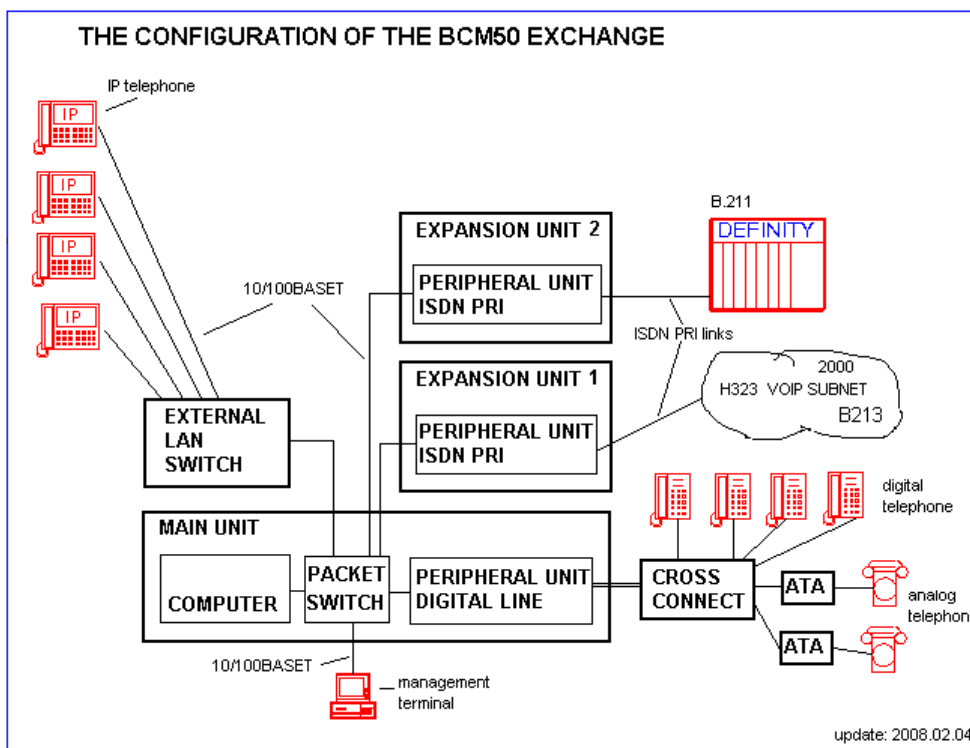 THE CONFIGURATION OF THE BCM50 EXCHANGE
IP telephone
IP
IP
IP
IP
10/100BASET
EXPANSION UNIT 2
PERIPHERAL UNIT
ISDN PRI
B.211
DEFINITY
ISDN PRI links
EXPANSION UNIT 1
PERIPHERAL UNIT
ISDN PRI
2000
H323 VOIP SUBNET
B213
EXTERNAL
LAN
SWITCH
MAIN UNIT
COMPUTER
PACKET
SWITCH
PERIPHERAL UNIT
DIGITAL LINE
CROSS
CONNECT
digital
telephone
ATA
analog
telephon
ATA
10/100BASET
management
terminal
update: 2008.02.04